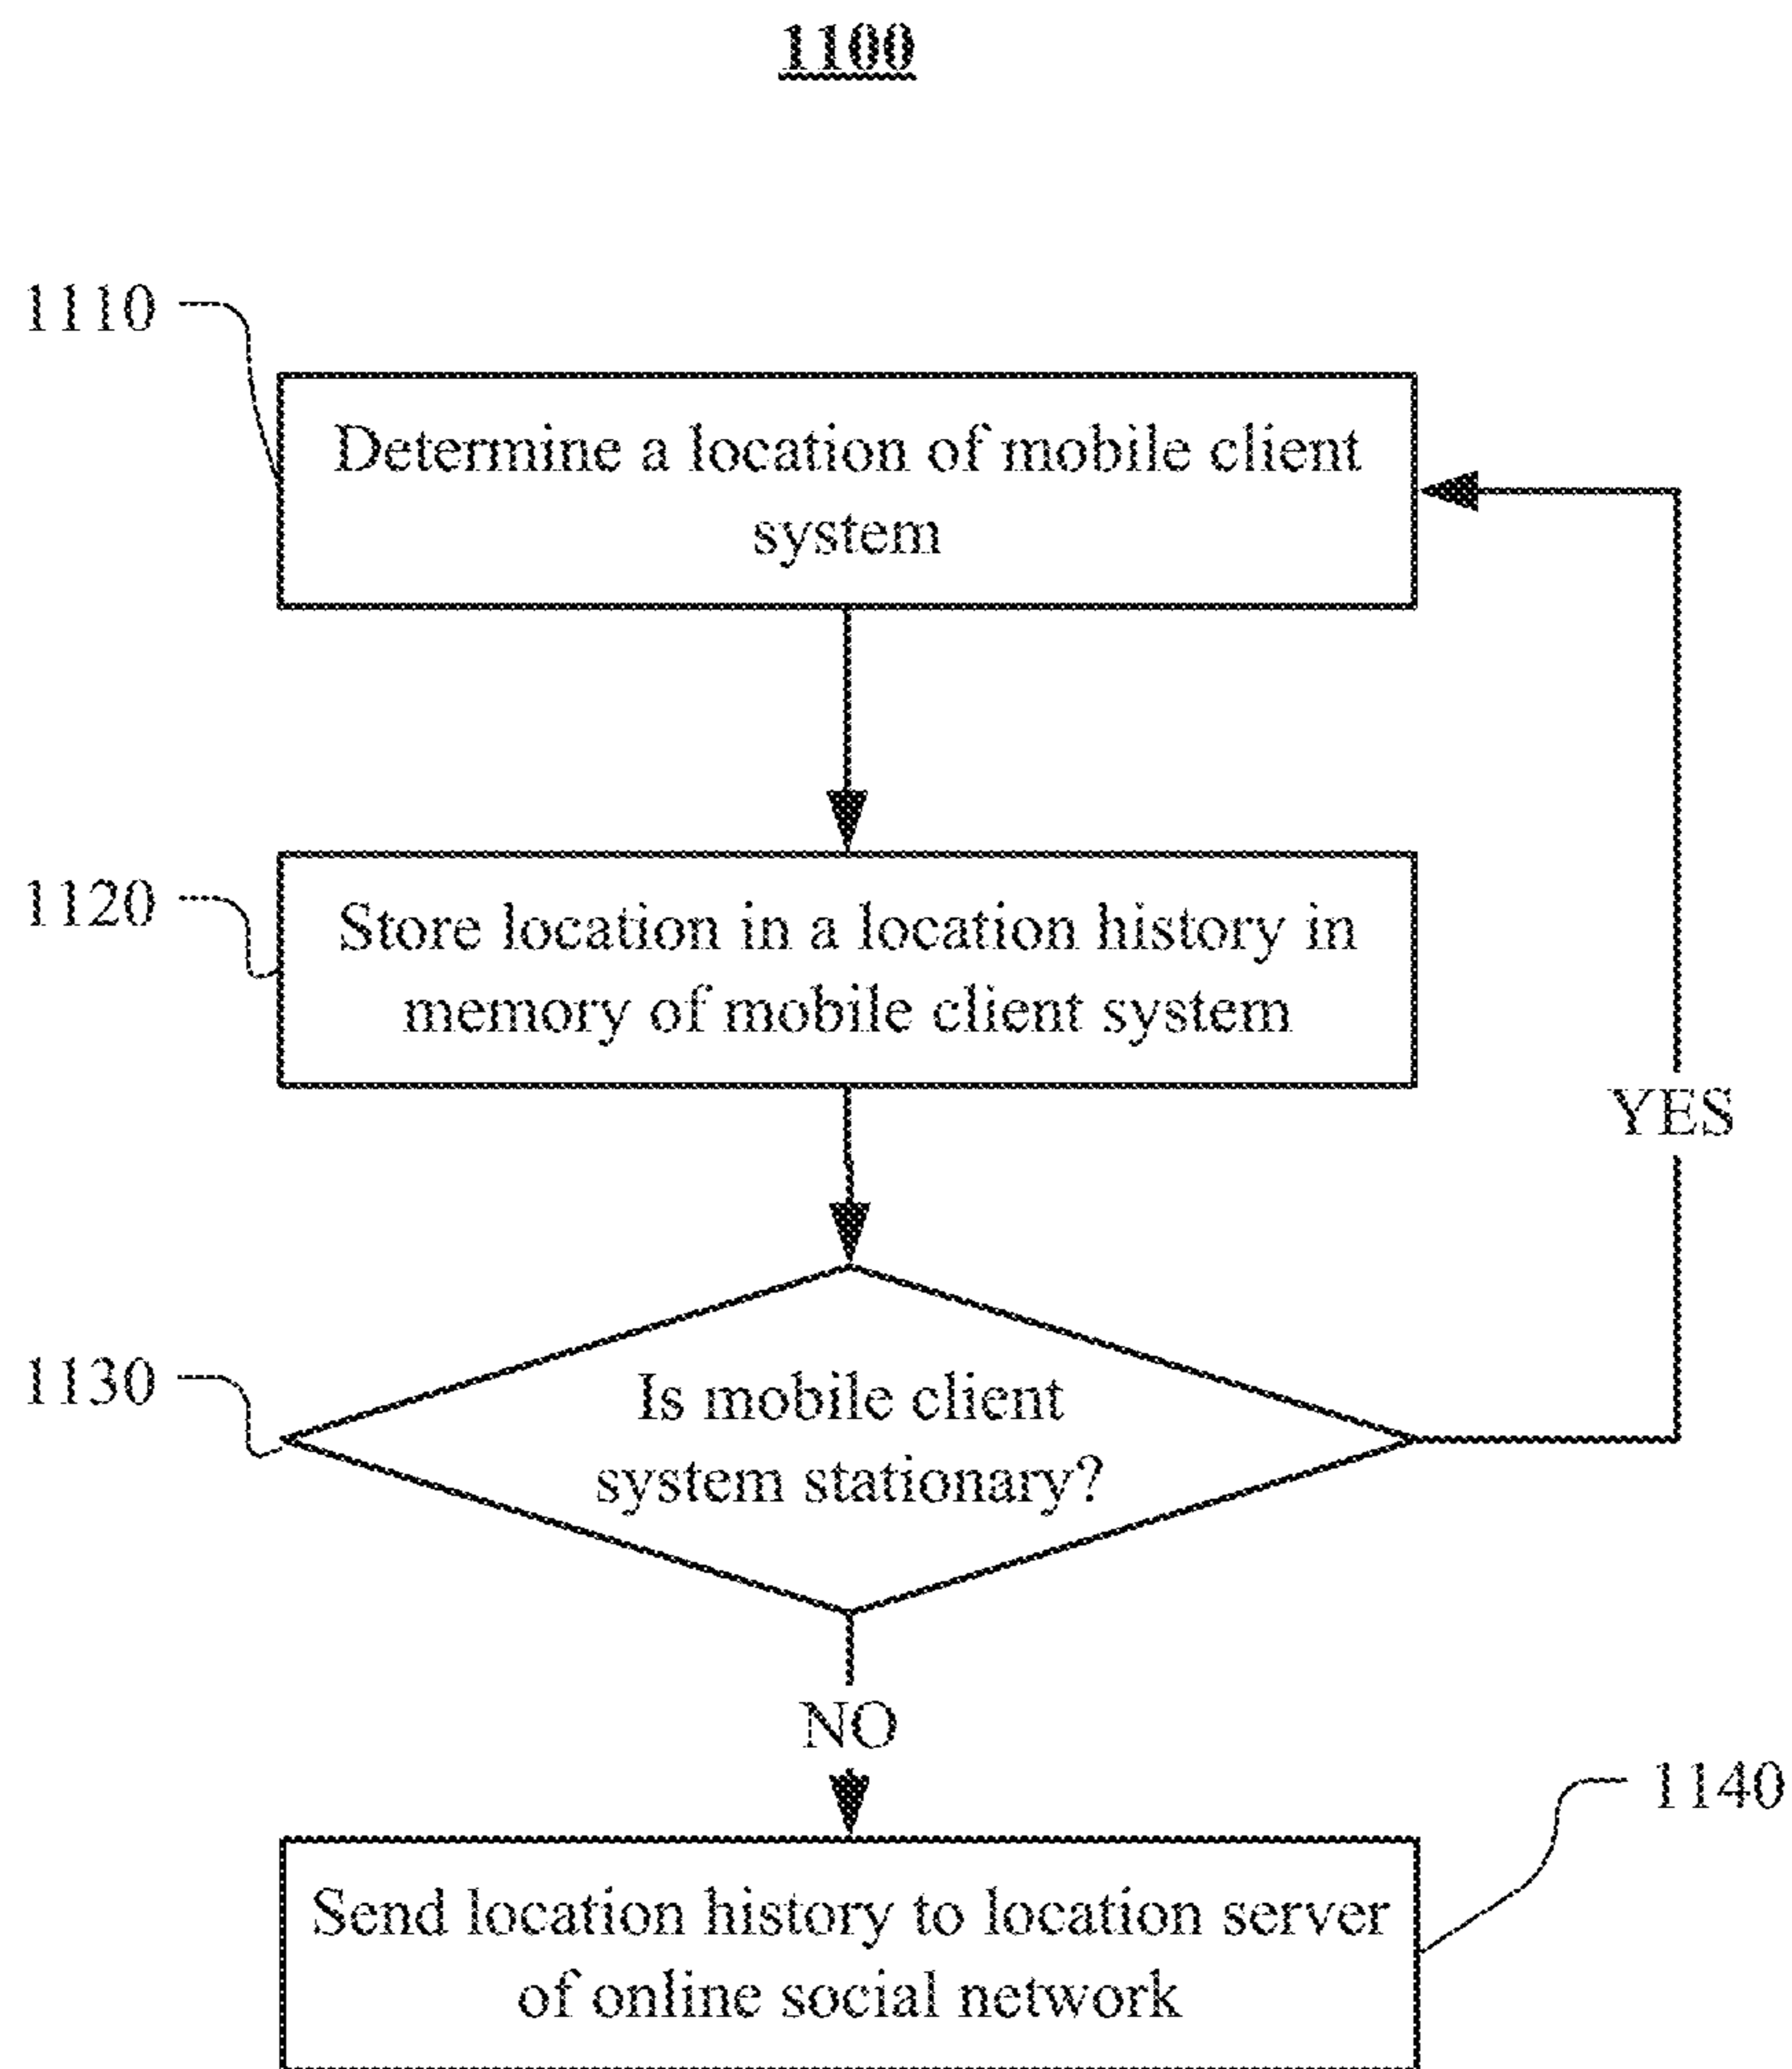 1100
1110
Determine a location of mobile client
system
1120
Store location in a location history in
memory of mobile client system
YES
1130
Is mobile client
system stationary?
NO
1140
Send location history to location server
of online social network